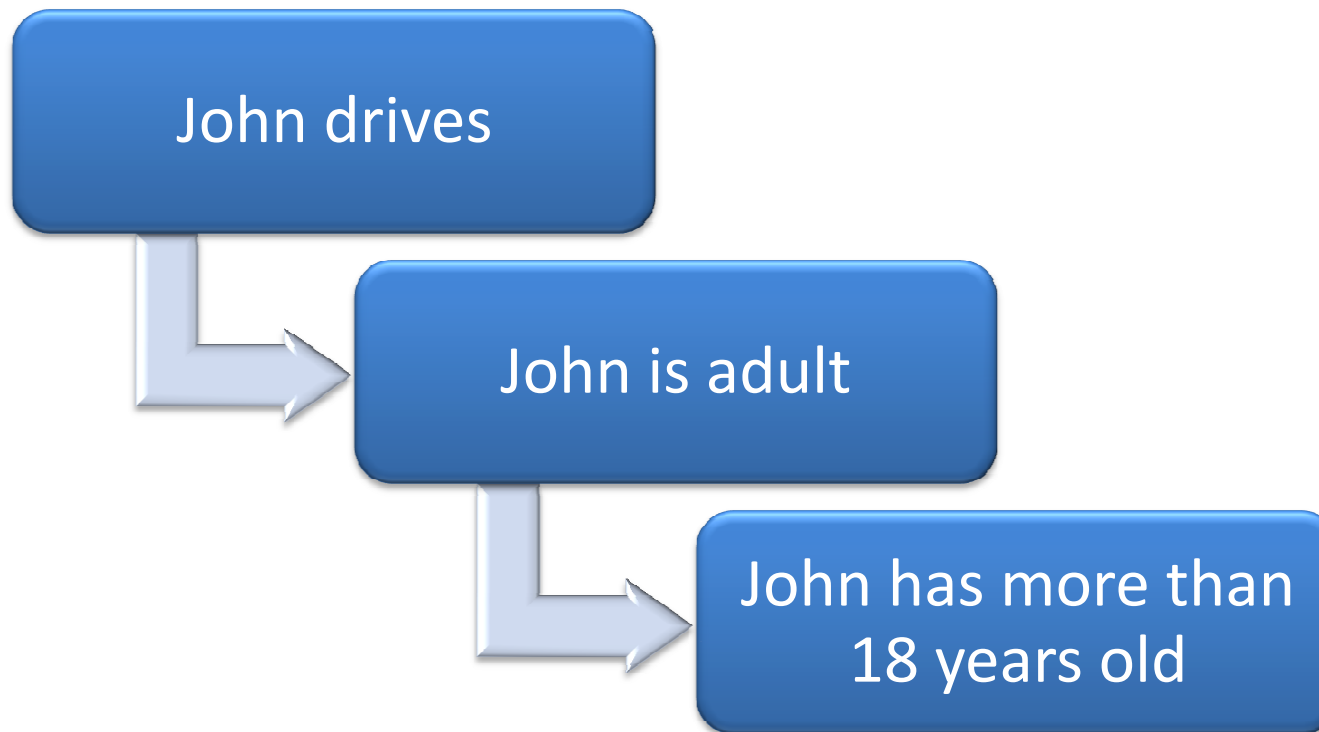 John drives
John is adult
John has more than
18 years old